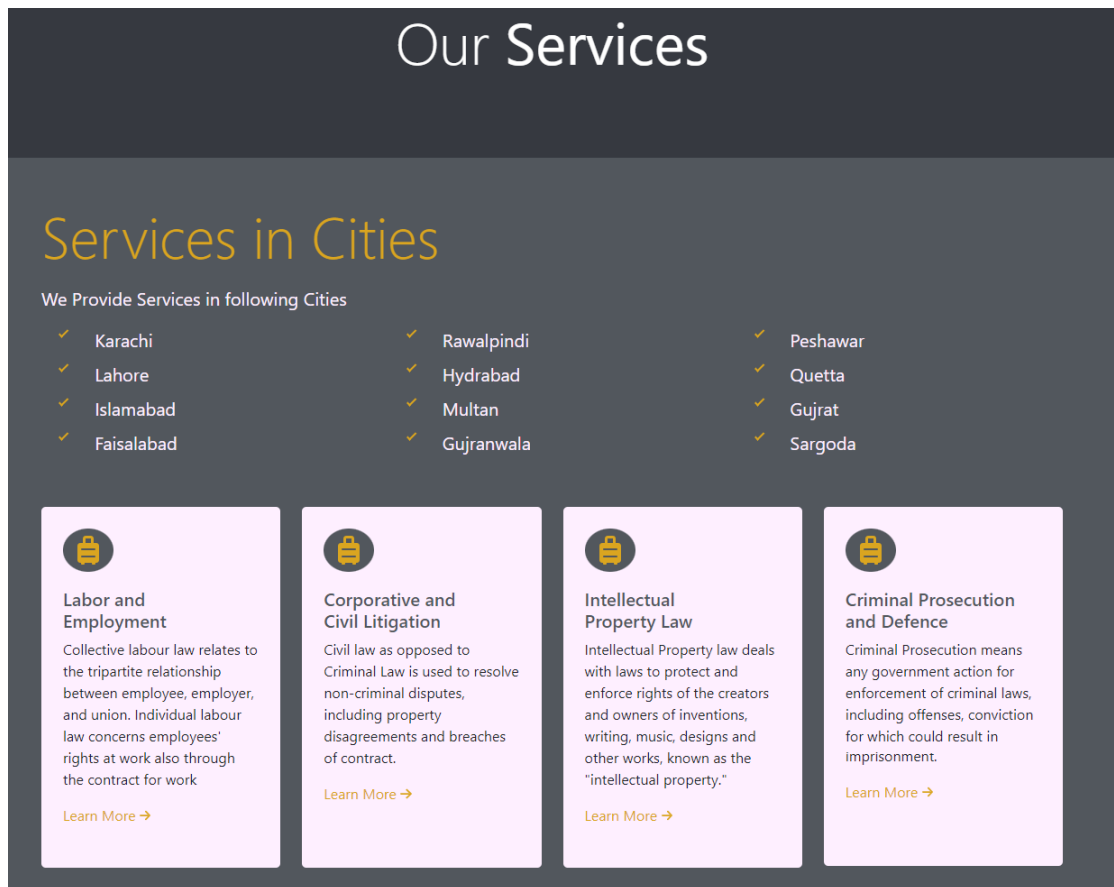 Our Services
Services in Cities
We Provide Services in following Cities
Karachi
Lahore
Islamabad
Faisalabad
Rawalpindi
Hydrabad
Multan
Gujranwala
Peshawar
Quetta
Gujrat
Sargoda
Labor and
Employment
Collective labour law relates to
the tripartite relationship
between employee, employer,
and union. Individual labour
law concerns employees'
rights at work also through
the contract for work
Learn More →
Corporative and
Civil Litigation
Civil law as opposed to
Criminal Law is used to resolve
non-criminal disputes,
including property
disagreements and breaches
of contract.
Learn More →
Intellectual
Property Law
Intellectual Property law deals
with laws to protect and
enforce rights of the creators
and owners of inventions,
writing, music, designs and
other works, known as the
"intellectual property."
Learn More →
Criminal Prosecution
and Defence
Criminal Prosecution means
any government action for
enforcement of criminal laws,
including offenses, conviction
for which could result in
imprisonment.
Learn More →